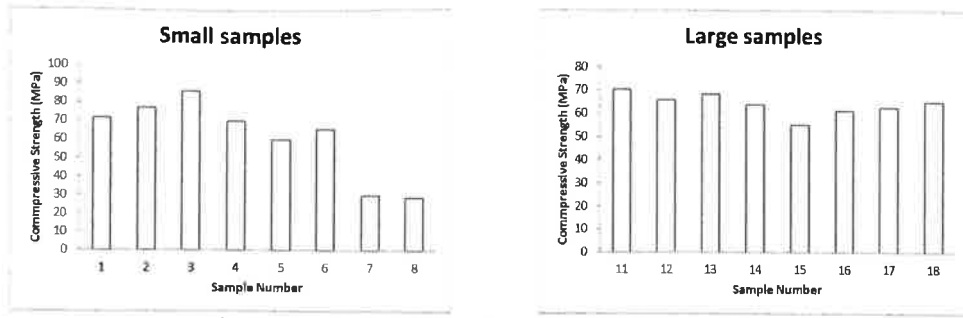 Small samples
Commpressive Strength (MPa)
100
90
80
70
60
50
40
30
20
10
0
1 2 3 4 5 6 7 8
Sample Number
Large samples
Commpressive Strength (MPa)
80
70
60
50
40
30
20
10
0
11 12 13 14 15 16 17 18
Sample Number